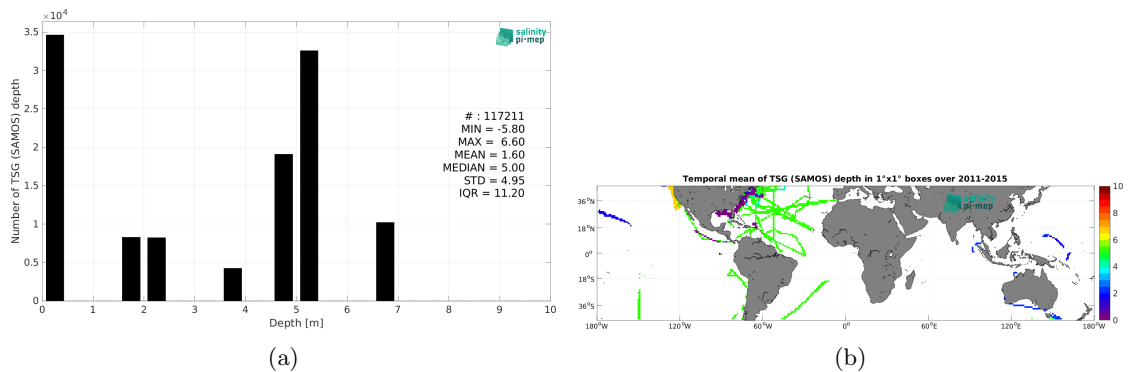 ×10⁴
3.5
3
2.5
2
1.5
1
0.5
0
Number of TSG (SAMOS) depth
salinity
pi-mep
# : 117211
MIN = -5.80
MAX = 6.60
MEAN = 1.60
MEDIAN = 5.00
STD = 4.95
IQR = 11.20
0 1 2 3 4 5 6 7 8 9 10
Depth [m]
(a)
Temporal mean of TSG (SAMOS) depth in 1°x1° boxes over 2011-2015
salinity
pi-mep
36°N
18°N
0°
18°S
36°S
180°W 120°W 60°W 0° 60°E 120°E 180°W
10
8
6
4
2
0
(b)